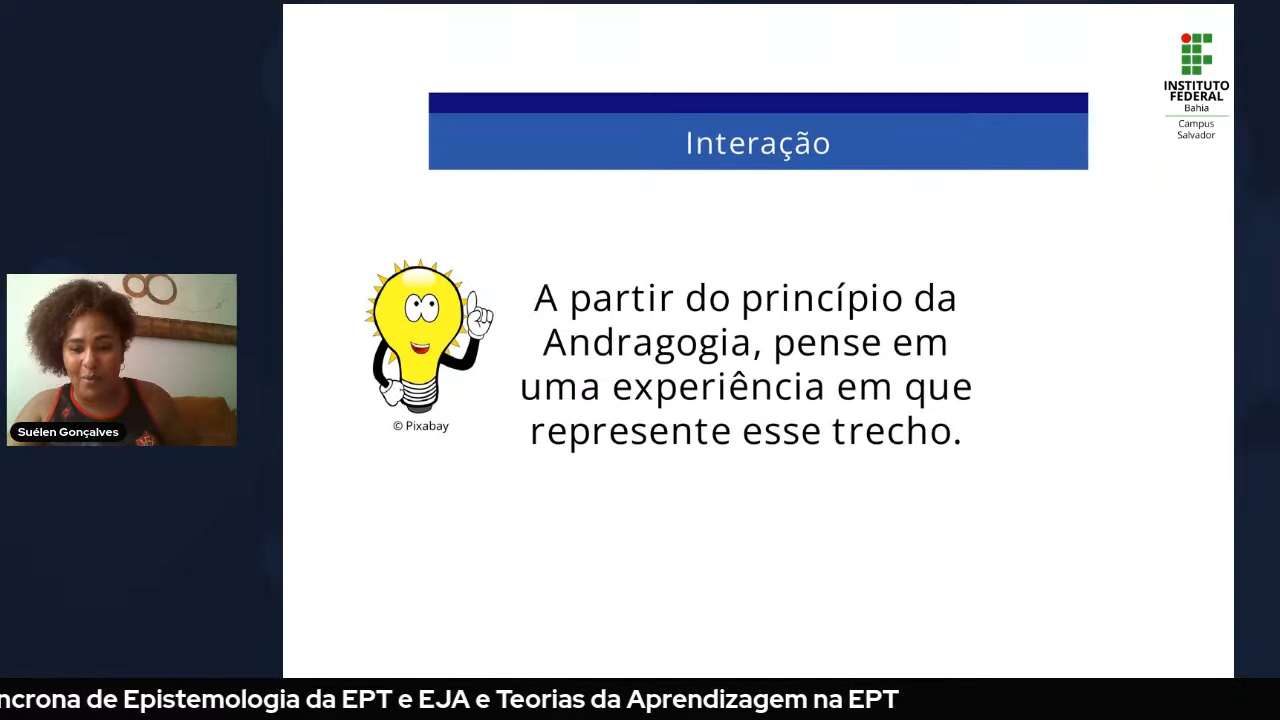 INSTITUTO
FEDERAL
Bahia
Campus
Salvador
Interação
A partir do princípio da
Andragogia, pense em
uma experiência em que
represente esse trecho.
© Pixabay
Suélen Gonçalves
ncrona de Epistemologia da EPT e EJA e Teorias da Aprendizagem na EPT